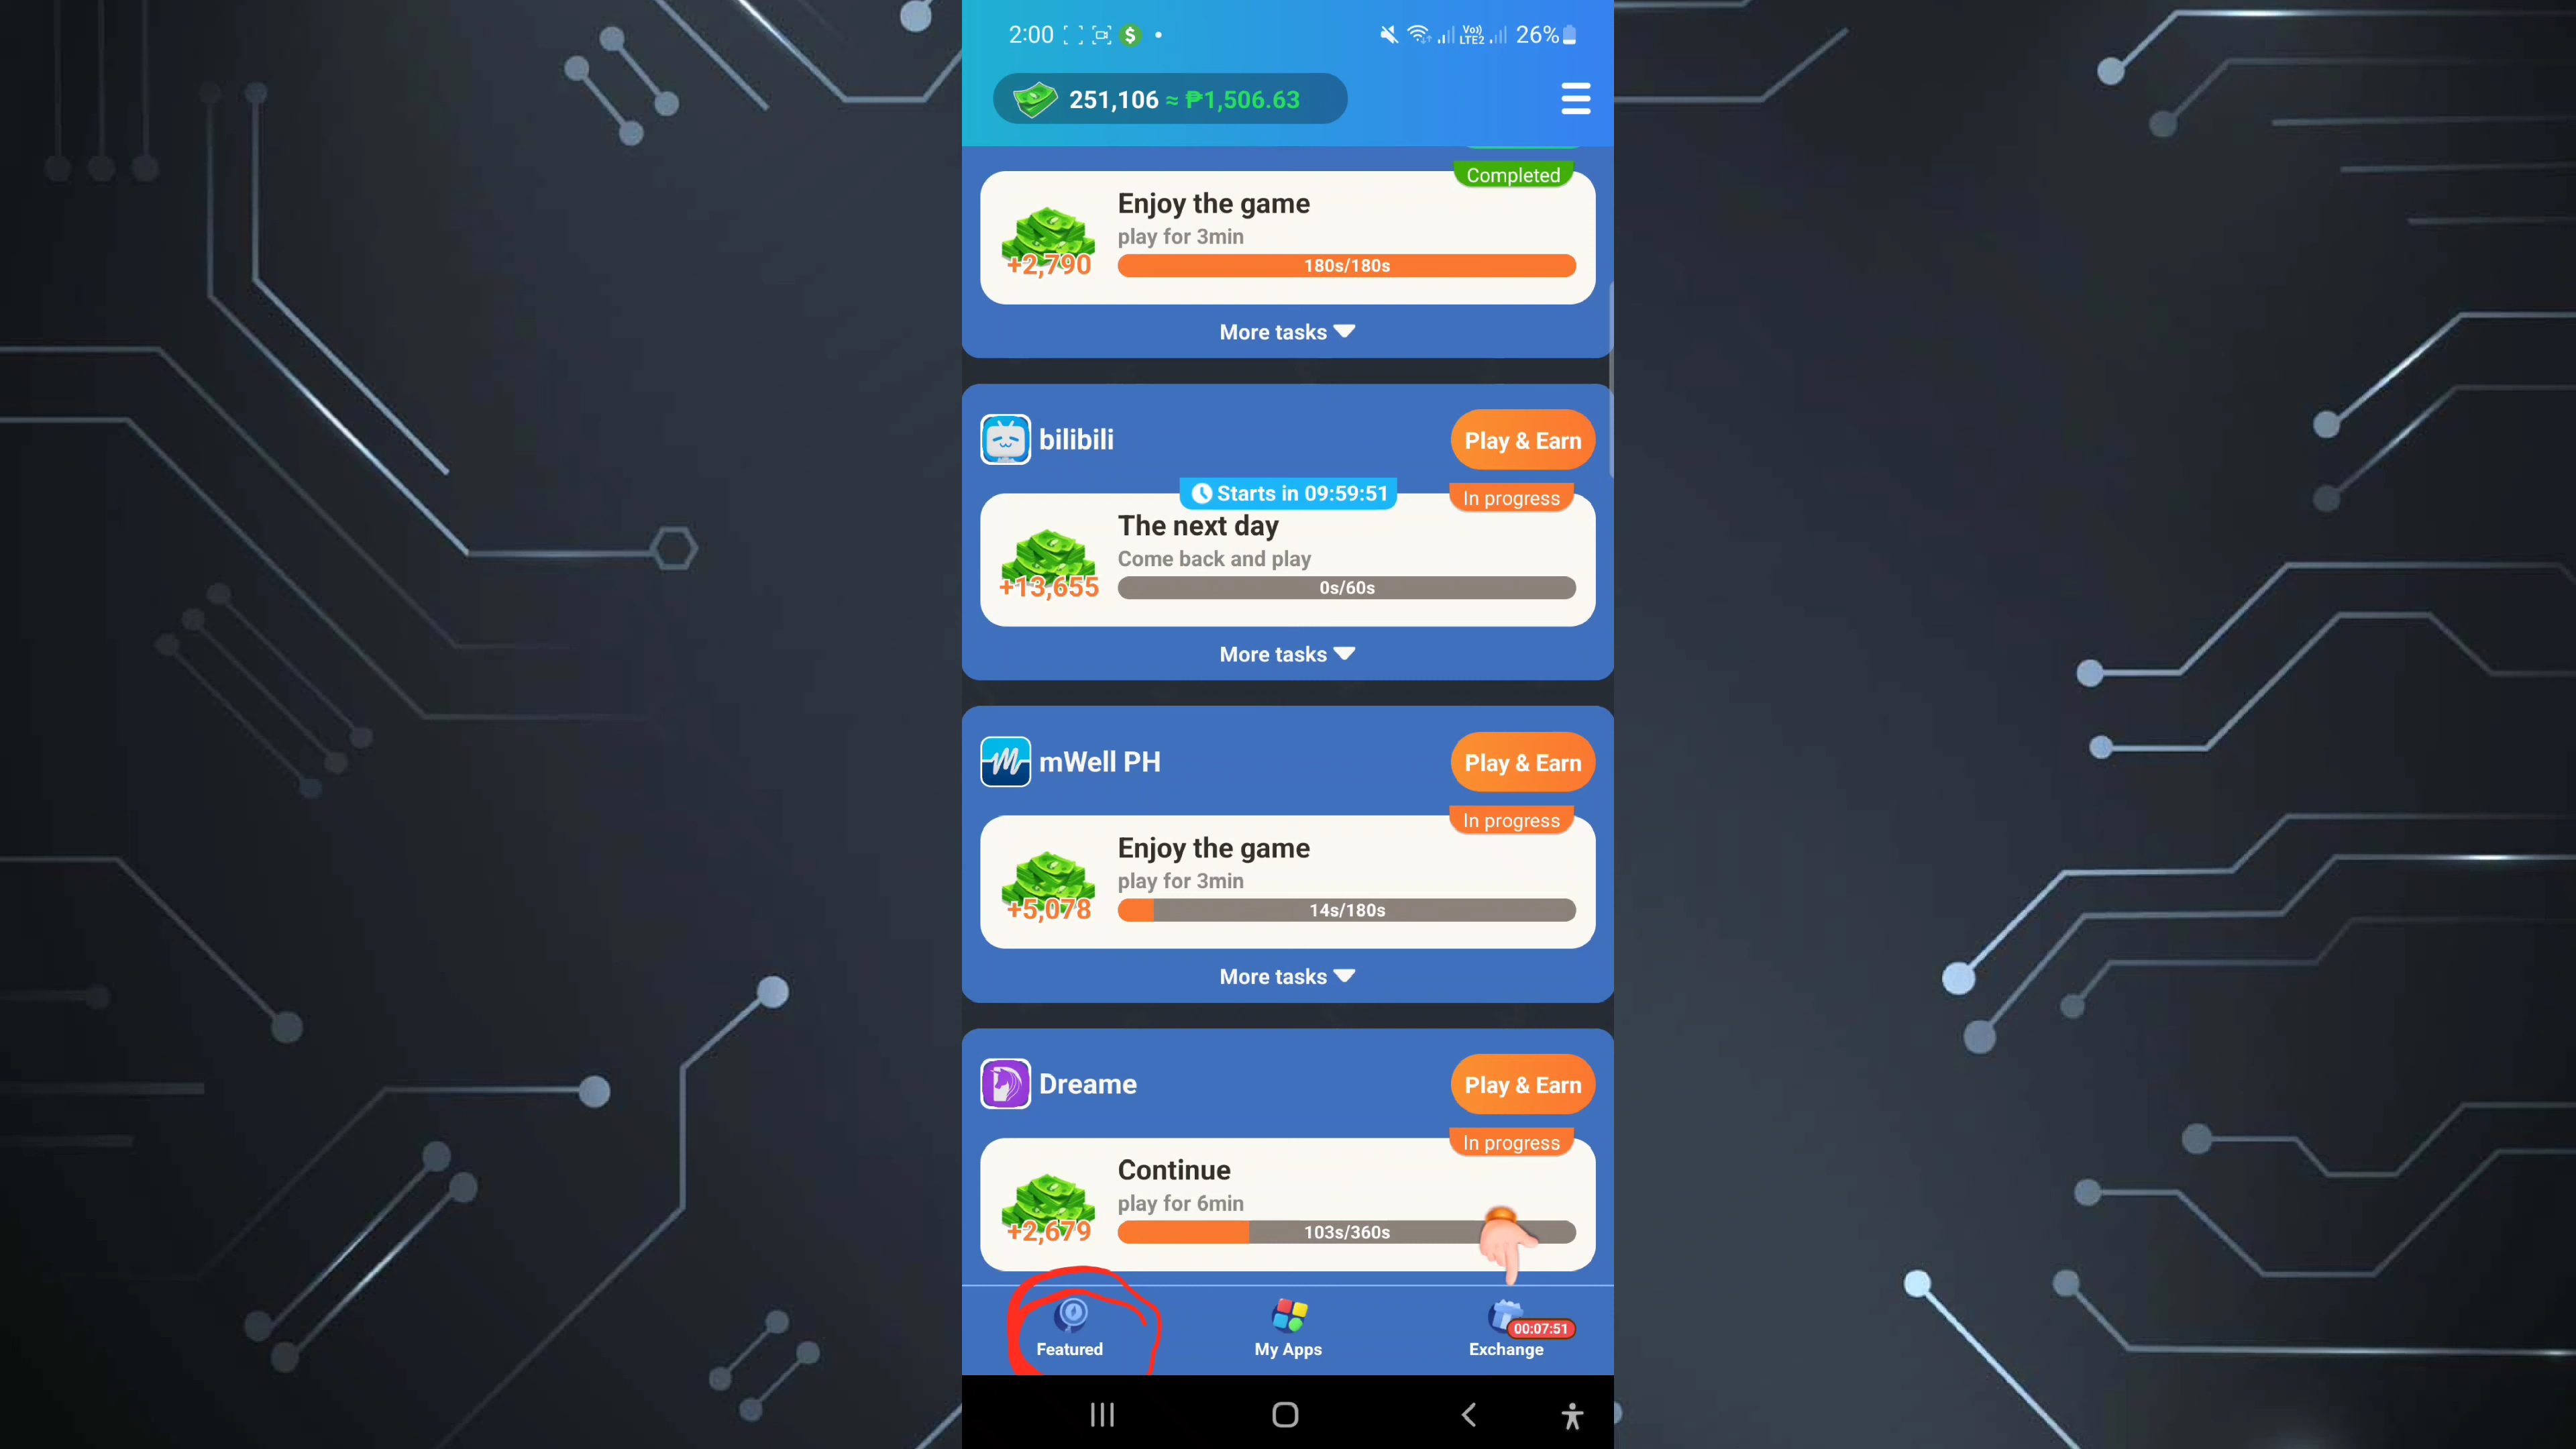 2:00
Vo))
LTE2
26%
251,106 ≈ ₱1,506.63
Completed
Enjoy the game
play for 3min
+2,790
180s/180s
More tasks
bilibili
Play & Earn
Starts in 09:59:51
In progress
The next day
Come back and play
+13,655
0s/60s
More tasks
mWell PH
Play & Earn
In progress
Enjoy the game
play for 3min
+5,078
14s/180s
More tasks
Dreame
Play & Earn
In progress
Continue
play for 6min
+2,679
103s/360s
00:07:51
Featured
My Apps
Exchange